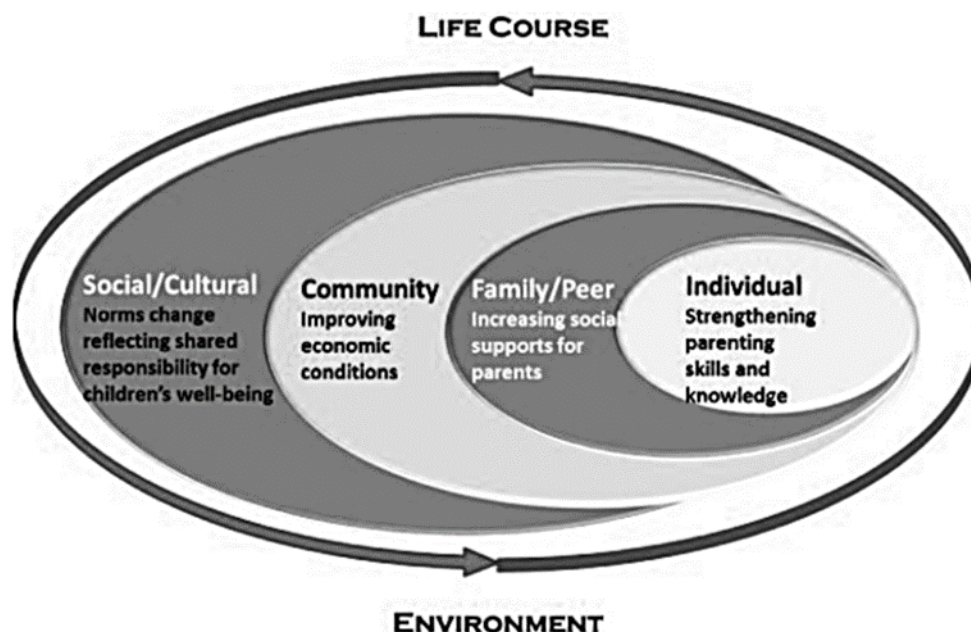 LIFE COURSE
Social/Cultural
Norms change
reflecting shared
responsibility for
children's well-being
Community
Improving
economic
conditions
Family/Peer
Increasing social
supports for
parents
Individual
Strengthening
parenting
skills and
knowledge
ENVIRONMENT